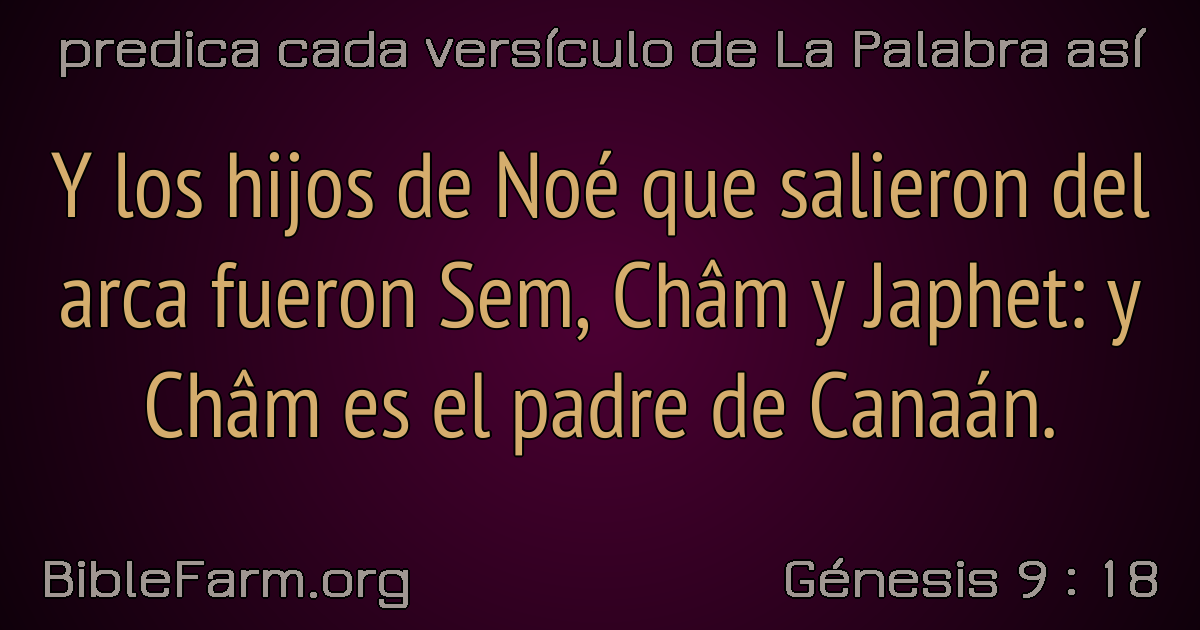 predica cada versículo de La Palabra así
Y los hijos de Noé que salieron del
arca fueron Sem, Châm y Japhet: y
Châm es el padre de Canaán.
BibleFarm.org
Génesis 9 : 18